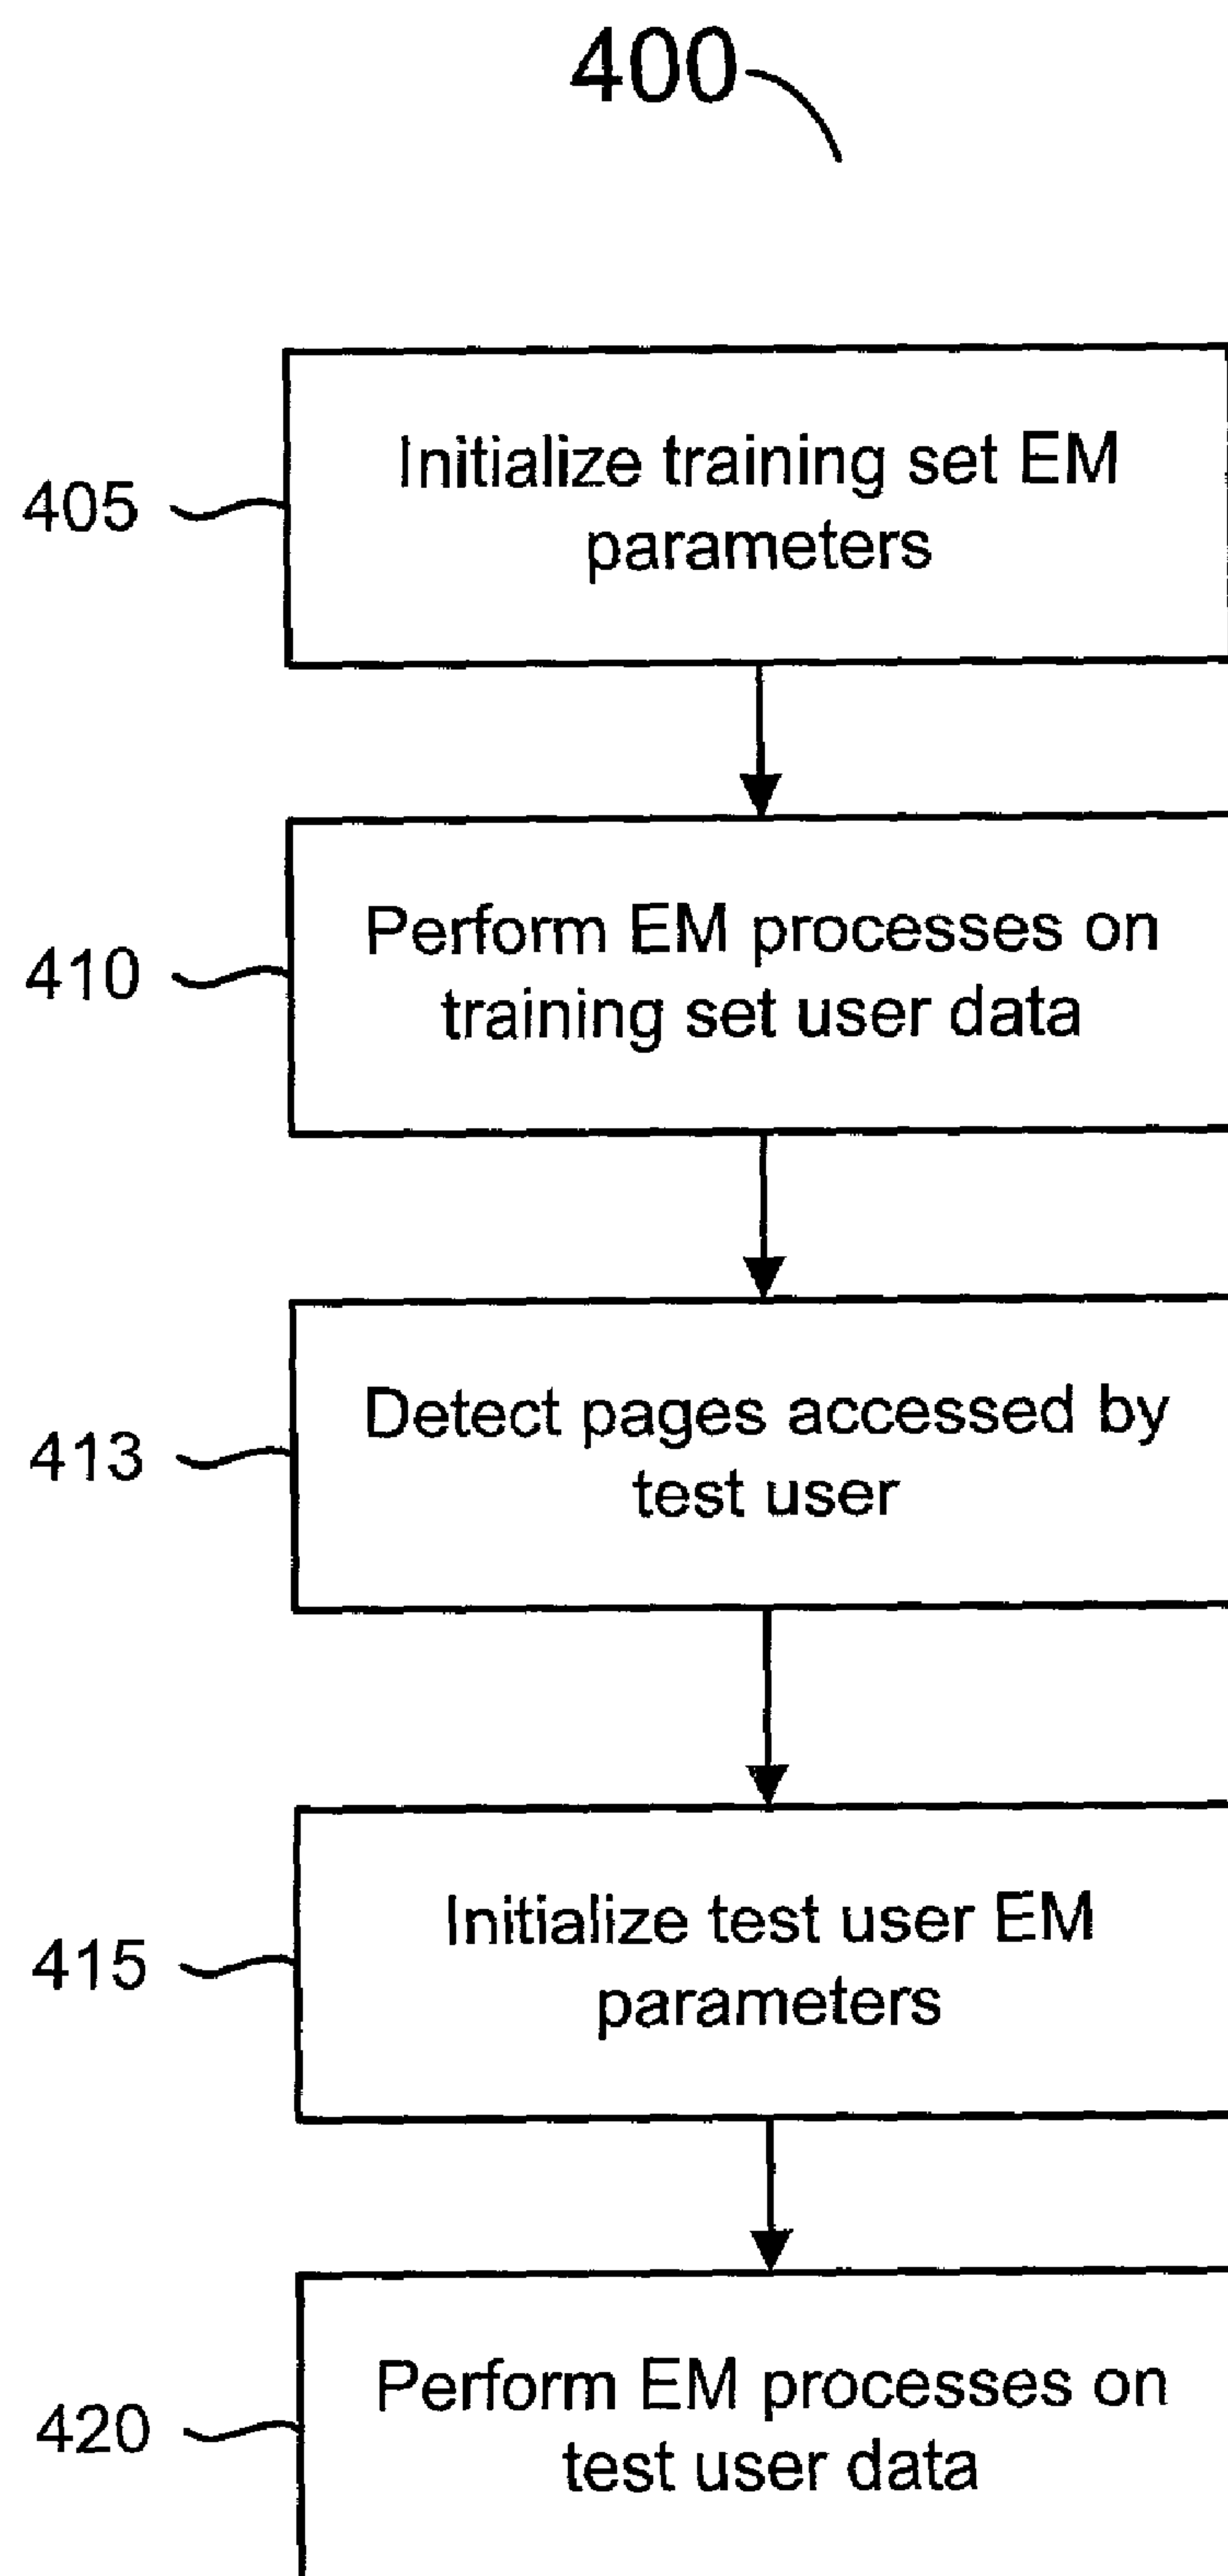 400
405
Initialize training set EM
parameters
410
Perform EM processes on
training set user data
413
Detect pages accessed by
test user
415
Initialize test user EM
parameters
420
Perform EM processes on
test user data